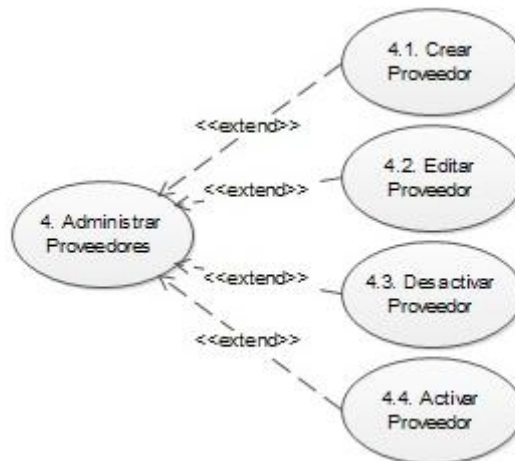 4.1. Crear
Proveedor
<<extend>>
4.2. Editar
Proveedor
<<extend>>
4. Administrar
Proveedores
4.3. Desactivar
Proveedor
<<extend>>
<<extend>>
4.4. Activar
Proveedor